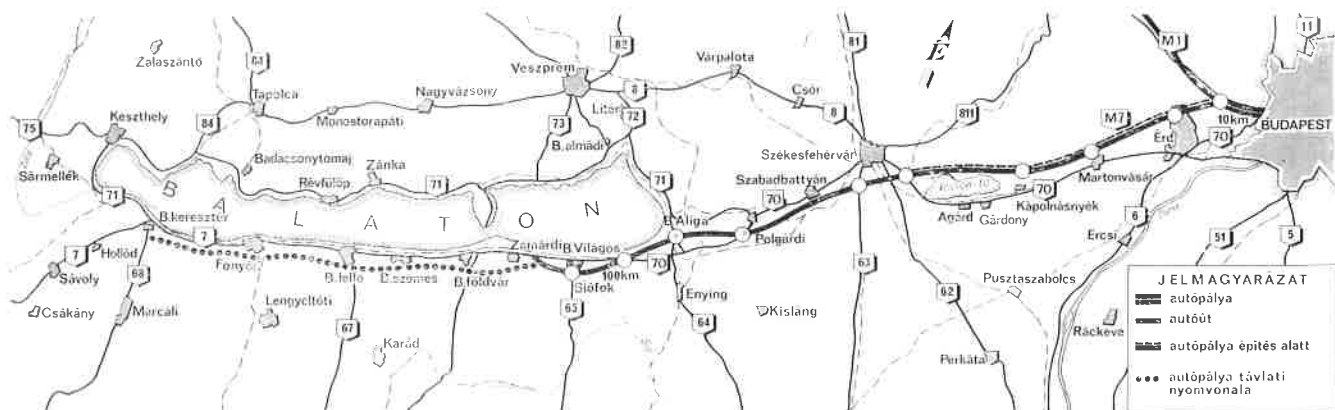 Zalaszántó
Keszthely
75
Sármellék
71
84
Tapolca
84
Badacsonytomaj
Monostorapáti
Nagyvázsony
Révfülöp
Zánka
71
Veszprém
82
8
Litér
73
72
B.almádi
Várpalota
Csór
8
81
811
É
Székesfehérvár
Szabadbattyán
70
71
B.Aliga
Polgárdi
BALATON
B.keresztúr
7
Hollód
7
Sávoly
68
Csákány
Marcali
Fonyód
Lengyeltóti
B.lelle
67
B.szemes
Karád
B.földvár
Zamárdi
B.Világos
100km
70
Siófok
65
Enying
64
Kisláng
63
62
Perkáta
Pusztaszabolcs
Agárd
Gárdony
Kápolnásnyék
70
Martonvásár
M7
Érd
M1
10km
70
11
BUDAPEST
6
Ercsi
51
5
Ráckeve
JELMAGYARÁZAT
autópálya
autóút
autópálya építés alatt
autópálya távlati
nyomvonala